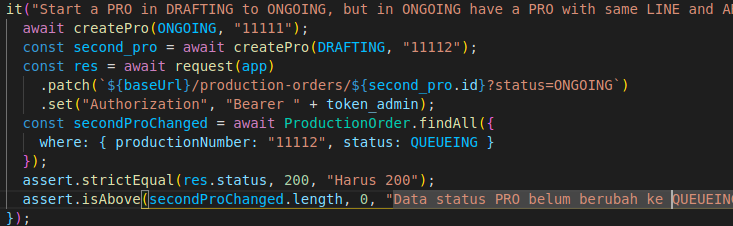 it("Start a PRO in DRAFTING to ONGOING, but in ONGOING have a PRO with same LINE and
await createPro(ONGOING, "11111");
const second_pro = await createPro(DRAFTING, "11112");
const res = await request(app)
.patch(`${baseUrl}/production-orders/${second_pro.id}?status=ONGOING`)
.set("Authorization", "Bearer " + token_admin);
const secondProChanged = await ProductionOrder.findAll({
where: { productionNumber: "11112", status: QUEUEING }
});
assert.strictEqual(res.status, 200, "Harus 200");
assert.isAbove(secondProChanged.length, 0, "Data status PRO belum berubah ke QUEUEING
});